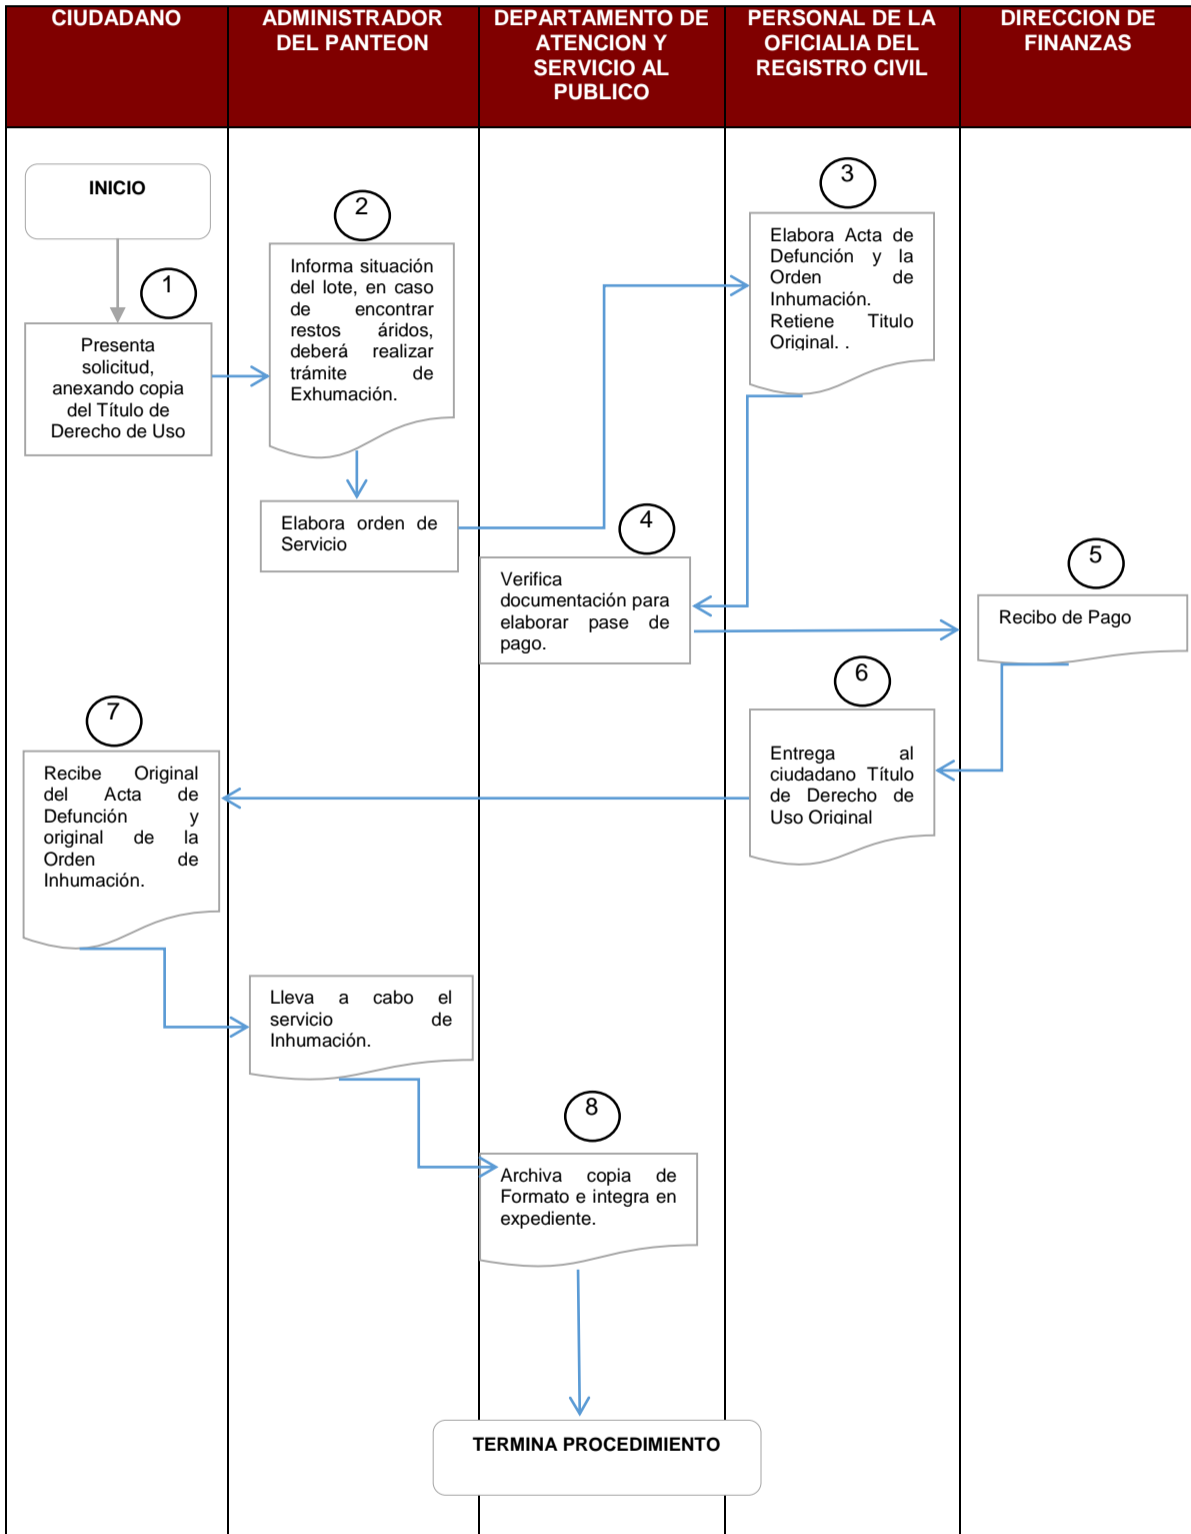 CIUDADANO
ADMINISTRADOR
DEL PANTEON
DEPARTAMENTO DE
ATENCION Y
SERVICIO AL
PUBLICO
PERSONAL DE LA
OFICIALIA DEL
REGISTRO CIVIL
DIRECCION DE
FINANZAS
INICIO
1
Presenta
solicitud,
anexando copia
del Título de
Derecho de Uso
2
Informa situación
del lote, en caso
de encontrar
restos áridos,
deberá realizar
trámite de
Exhumación.
Elabora orden de
Servicio
3
Elabora Acta de
Defunción y la
Orden de
Inhumación.
Retiene Titulo
Original. .
4
Verifica
documentación para
elaborar pase de
pago.
5
Recibo de Pago
6
Entrega al
ciudadano Título
de Derecho de
Uso Original
7
Recibe Original
del Acta de
Defunción y
original de la
Orden de
Inhumación.
Lleva a cabo el
servicio de
Inhumación.
8
Archiva copia de
Formato e integra en
expediente.
TERMINA PROCEDIMIENTO